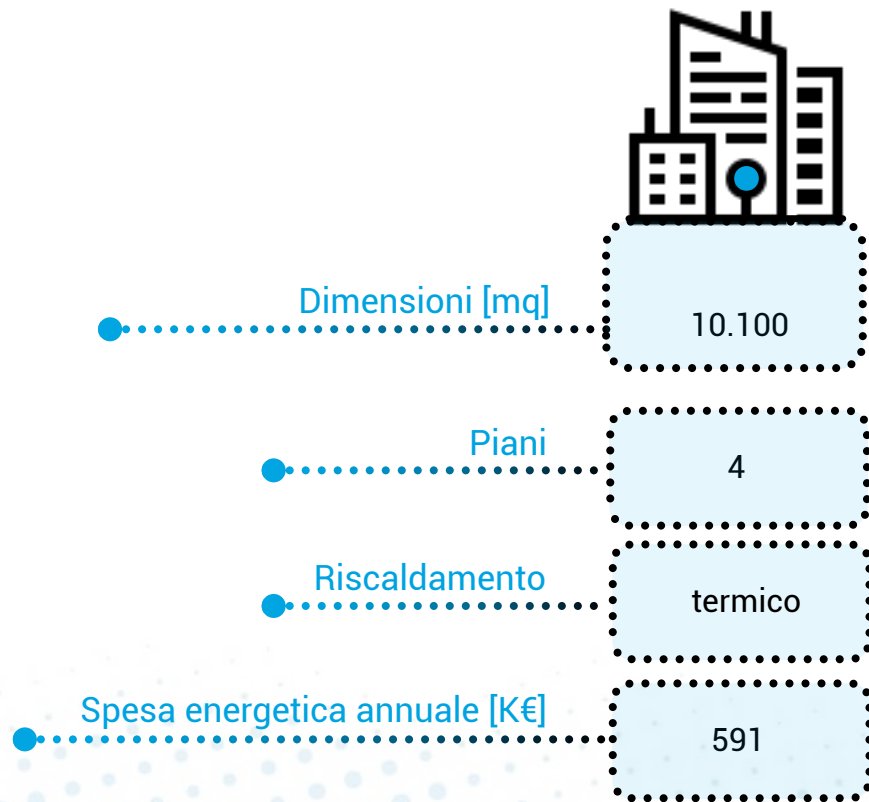 Dimensioni [mq]
10.100
Piani
4
Riscaldamento
termico
Spesa energetica annuale [K€]
591